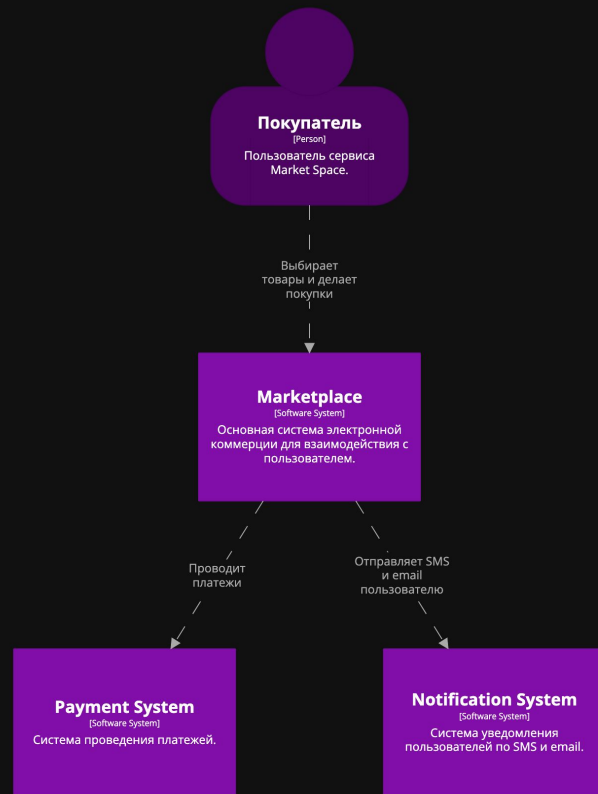 Покупатель
[Person]
Пользователь сервиса
Market Space.
Выбирает
товары и делает
покупки
Marketplace
[Software System]
Основная система электронной
коммерции для взаимодействия с
пользователем.
Проводит
платежи
Отправляет SMS
и email
пользователю
Payment System
[Software System]
Система проведения платежей.
Notification System
[Software System]
Система уведомления
пользователей по SMS и email.